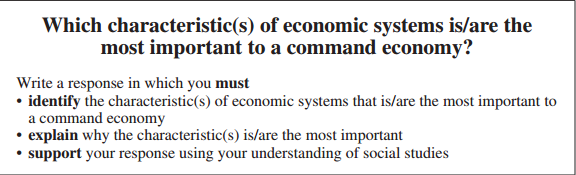 Which characteristic(s) of economic systems is/are the
most important to a command economy?
Write a response in which you must
• identify the characteristic(s) of economic systems that is/are the most important to
a command economy
• explain why the characteristic(s) is/are the most important
• support your response using your understanding of social studies